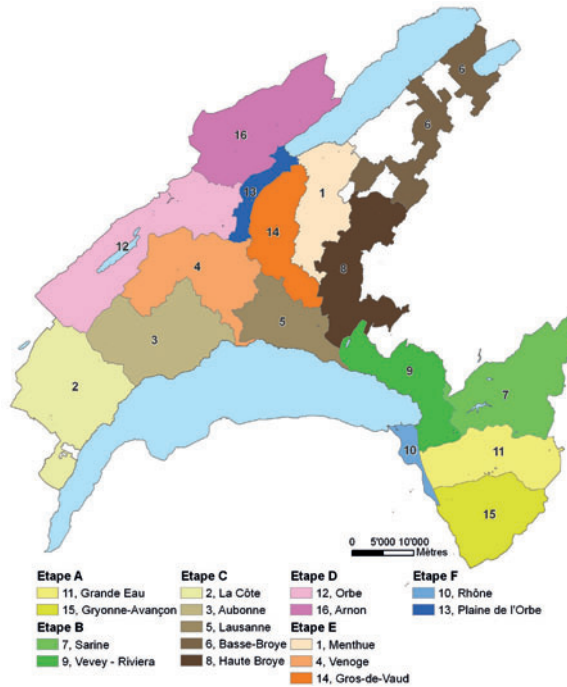 6
6
16
1
13
14
12
4
8
5
3
2
9
7
10
11
15
0 5'000 10'000
Mètres
Etape A
11, Grande Eau
15, Gryonne-Avançon
Etape B
7, Sarine
9, Vevey - Riviera
Etape C
2, La Côte
3, Aubonne
5, Lausanne
6, Basse-Broye
8, Haute Broye
Etape D
12, Orbe
16, Arnon
Etape E
1, Menthue
4, Venoge
14, Gros-de-Vaud
Etape F
10, Rhône
13, Plaine de l'Orbe